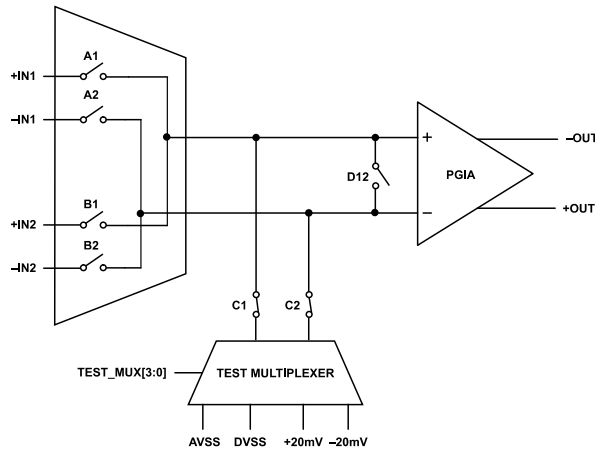 A1
+IN1
A2
–IN1
+
–OUT
D12
PGIA
B1
+IN2
–
+OUT
B2
–IN2
C1
C2
TEST_MUX[3:0]
TEST MULTIPLEXER
AVSS DVSS +20mV –20mV